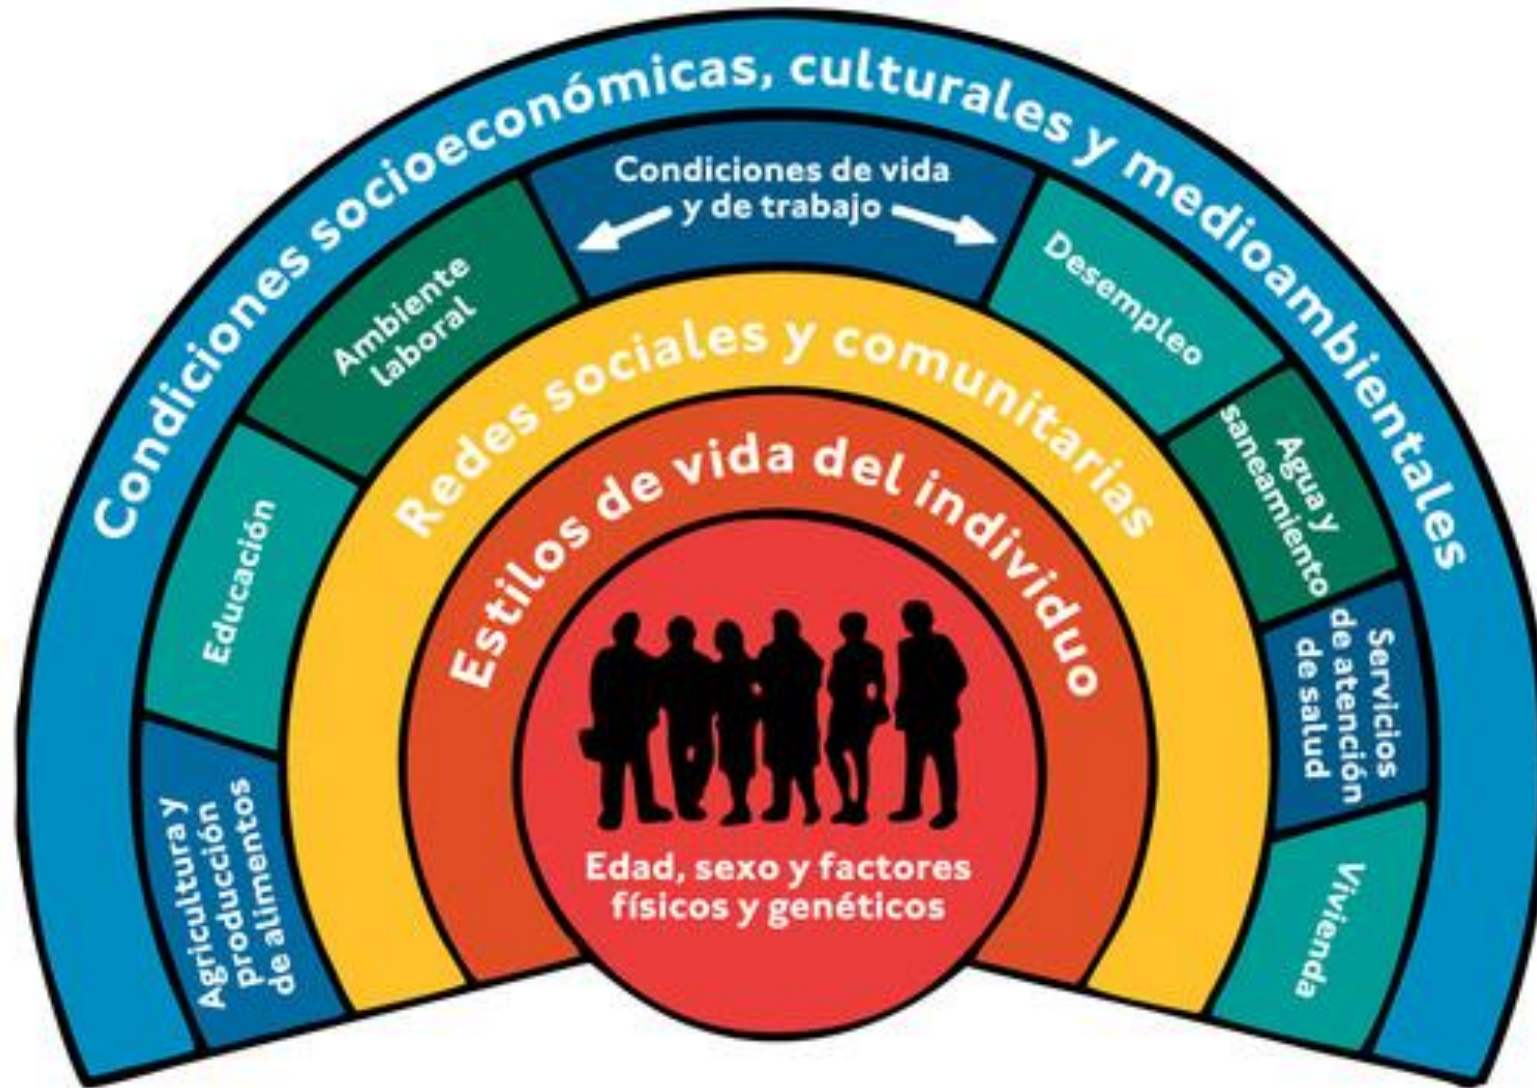 Condiciones socioeconómicas, culturales y medioambientales
Condiciones de vida
y de trabajo
Agricultura y
producción
de alimentos
Educación
Ambiente
laboral
Desempleo
Agua y
saneamiento
Servicios
de atención
de salud
Vivienda
Redes sociales y comunitarias
Estilos de vida del individuo
Edad, sexo y factores
físicos y genéticos